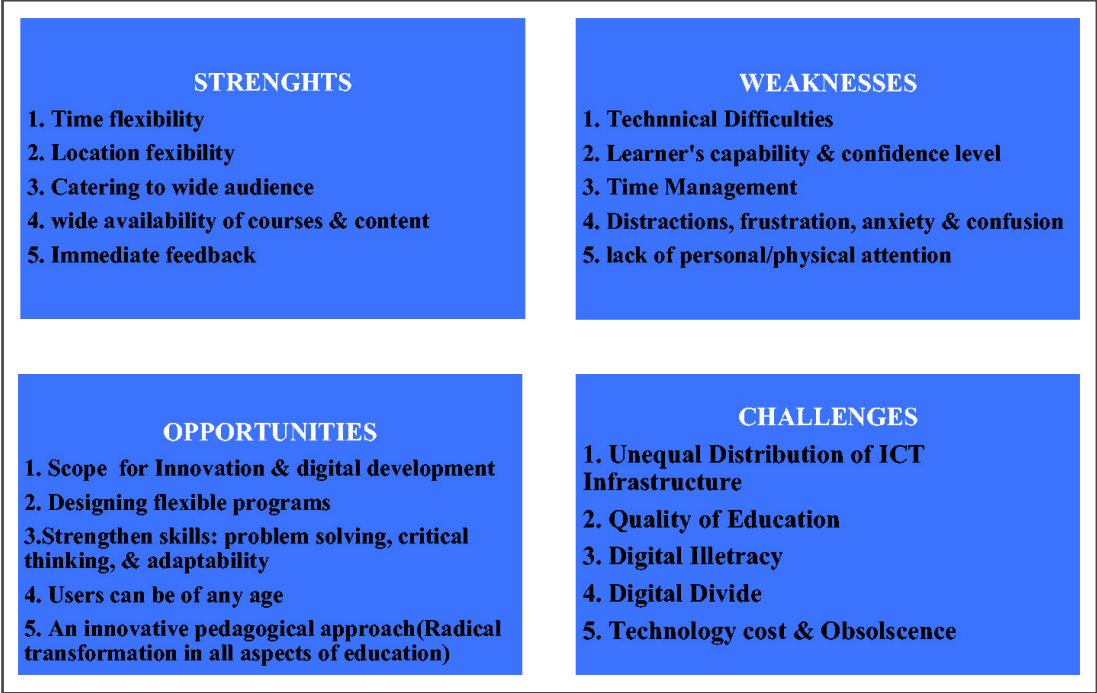 STRENGHTS
1. Time flexibility
2. Location fexibility
3. Catering to wide audience
4. wide availability of courses & content
5. Immediate feedback
WEAKNESSES
1. Technnical Difficulties
2. Learner's capability & confidence level
3. Time Management
4. Distractions, frustration, anxiety & confusion
5. lack of personal/physical attention
OPPORTUNITIES
1. Scope for Innovation & digital development
2. Designing flexible programs
3.Strengthen skills: problem solving, critical
thinking, & adaptability
4. Users can be of any age
5. An innovative pedagogical approach(Radical
transformation in all aspects of education)
CHALLENGES
1. Unequal Distribution of ICT
Infrastructure
2. Quality of Education
3. Digital Illetracy
4. Digital Divide
5. Technology cost & Obsolscence